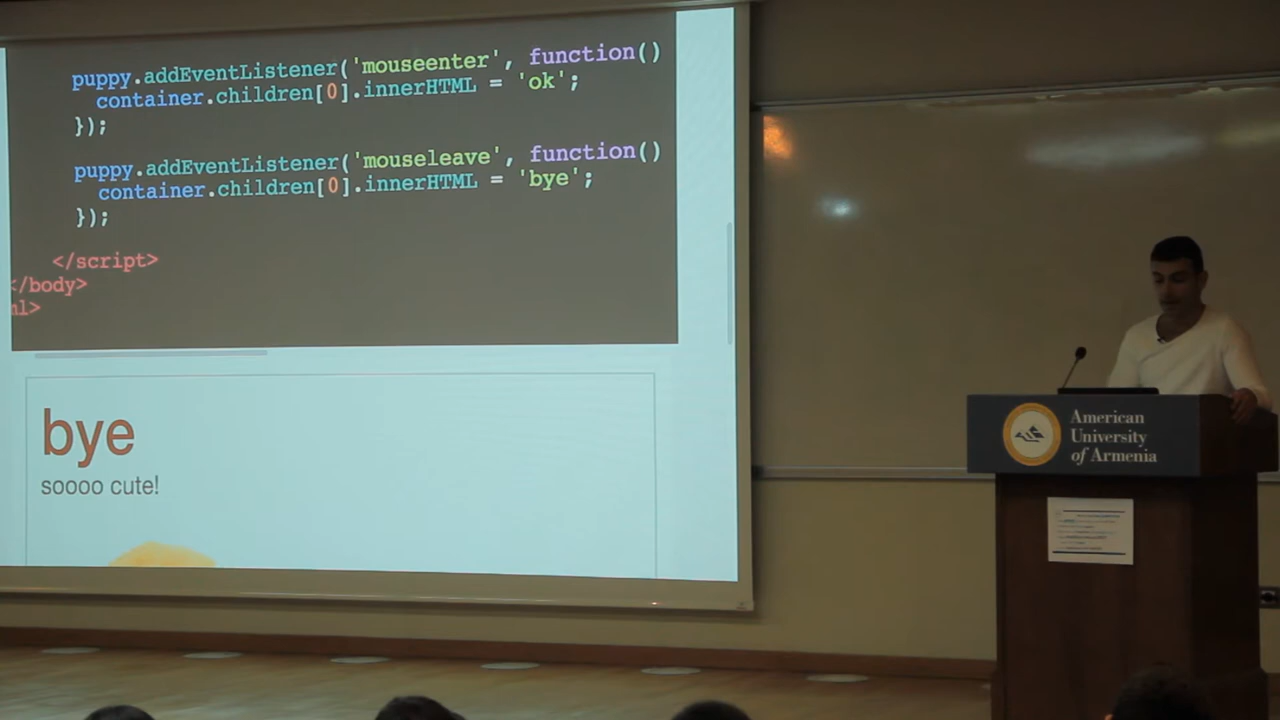 puppy.addEventListener('mouseenter', function()
container.children[0].innerHTML = 'ok';
});
puppy.addEventListener('mouseleave', function()
container.children[0].innerHTML = 'bye';
});
</script>
</body>
ml>
bye
soooo cute!
American
University
of Armenia